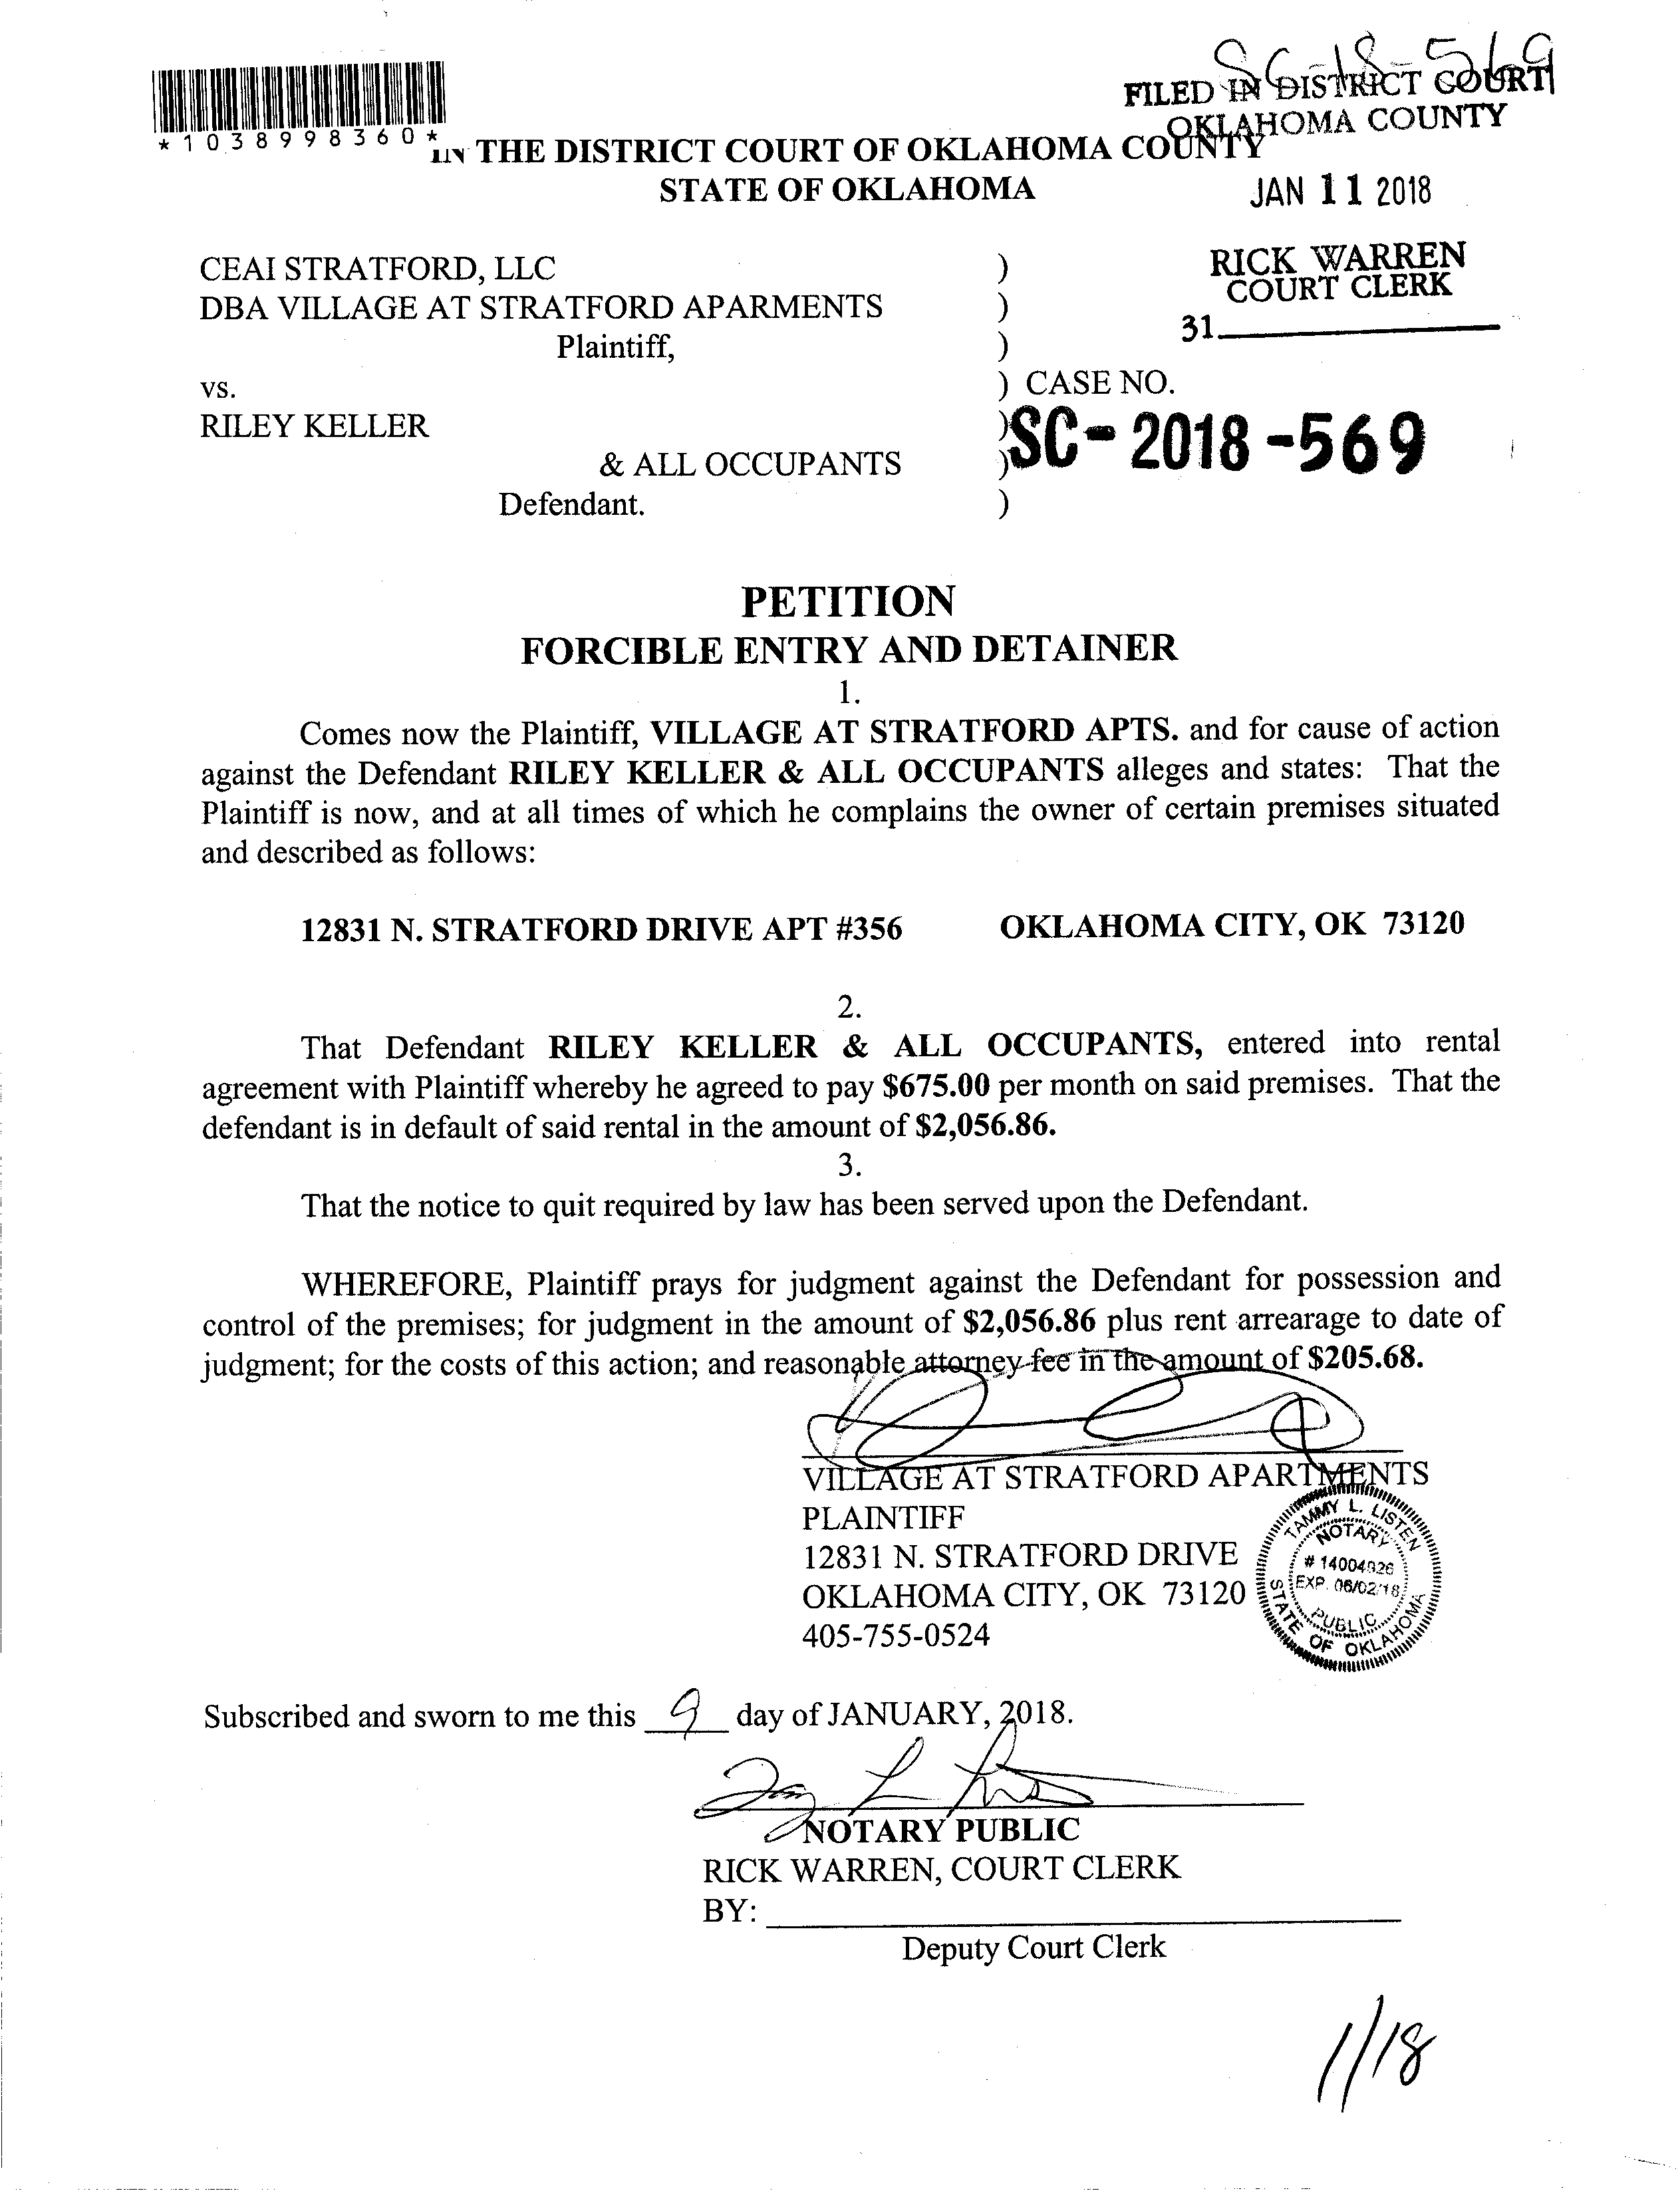 SC-18-569
FILED IN DISTRICT COURT
OKLAHOMA COUNTY
*1038998360*
IN THE DISTRICT COURT OF OKLAHOMA COUNTY
STATE OF OKLAHOMA
JAN 11 2018
RICK WARREN
COURT CLERK
31
CEAI STRATFORD, LLC )
DBA VILLAGE AT STRATFORD APARMENTS )
Plaintiff, )
vs. ) CASE NO.
RILEY KELLER ) SC-2018-569
& ALL OCCUPANTS )
Defendant. )
PETITION
FORCIBLE ENTRY AND DETAINER
1.
Comes now the Plaintiff, VILLAGE AT STRATFORD APTS. and for cause of action
against the Defendant RILEY KELLER & ALL OCCUPANTS alleges and states: That the
Plaintiff is now, and at all times of which he complains the owner of certain premises situated
and described as follows:
12831 N. STRATFORD DRIVE APT #356 OKLAHOMA CITY, OK 73120
2.
That Defendant RILEY KELLER & ALL OCCUPANTS, entered into rental
agreement with Plaintiff whereby he agreed to pay $675.00 per month on said premises. That the
defendant is in default of said rental in the amount of $2,056.86.
3.
That the notice to quit required by law has been served upon the Defendant.
WHEREFORE, Plaintiff prays for judgment against the Defendant for possession and
control of the premises; for judgment in the amount of $2,056.86 plus rent arrearage to date of
judgment; for the costs of this action; and reasonable attorney fee in the amount of $205.68.
VILLAGE AT STRATFORD APARTMENTS
PLAINTIFF
12831 N. STRATFORD DRIVE
OKLAHOMA CITY, OK 73120
405-755-0524
TAMMY L. LISTEN
NOTARY
# 14004926
EXP. 06/02/18
PUBLIC
STATE OF OKLAHOMA
Subscribed and sworn to me this 9 day of JANUARY, 2018.
NOTARY PUBLIC
RICK WARREN, COURT CLERK
BY:
Deputy Court Clerk
1/18